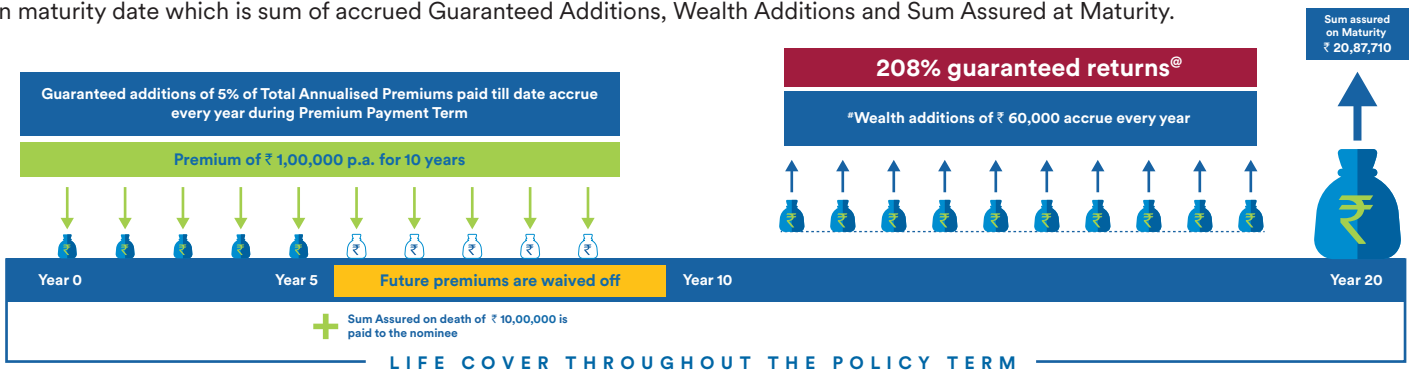 n maturity date which is sum of accrued Guaranteed Additions, Wealth Additions and Sum Assured at Maturity.
Sum assured
on Maturity
₹ 20,87,710
208% guaranteed returns@
Guaranteed additions of 5% of Total Annualised Premiums paid till date accrue
every year during Premium Payment Term
#Wealth additions of ₹ 60,000 accrue every year
Premium of ₹ 1,00,000 p.a. for 10 years
₹ ₹ ₹ ₹ ₹ ₹ ₹ ₹ ₹ ₹
₹ ₹ ₹ ₹ ₹ ₹ ₹ ₹ ₹ ₹
₹
Year 0
Year 5
Future premiums are waived off
Year 10
Year 20
Sum Assured on death of ₹ 10,00,000 is
paid to the nominee
LIFE COVER THROUGHOUT THE POLICY TERM